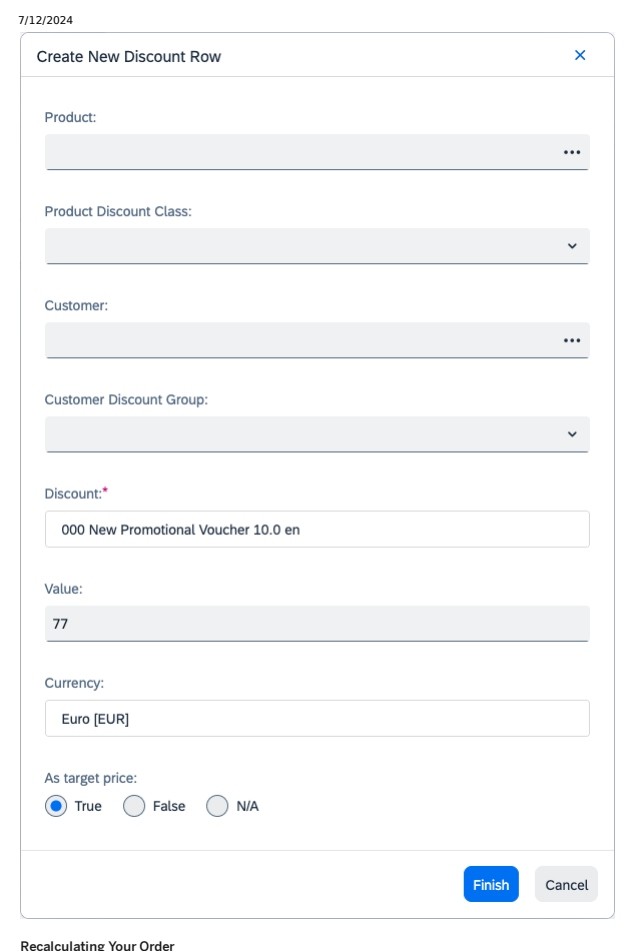 7/12/2024
Create New Discount Row
Product:
Product Discount Class:
Customer:
Customer Discount Group:
Discount:*
000 New Promotional Voucher 10.0 en
Value:
77
Currency:
Euro [EUR]
As target price:
True False N/A
Finish Cancel
Recalculating Your Order